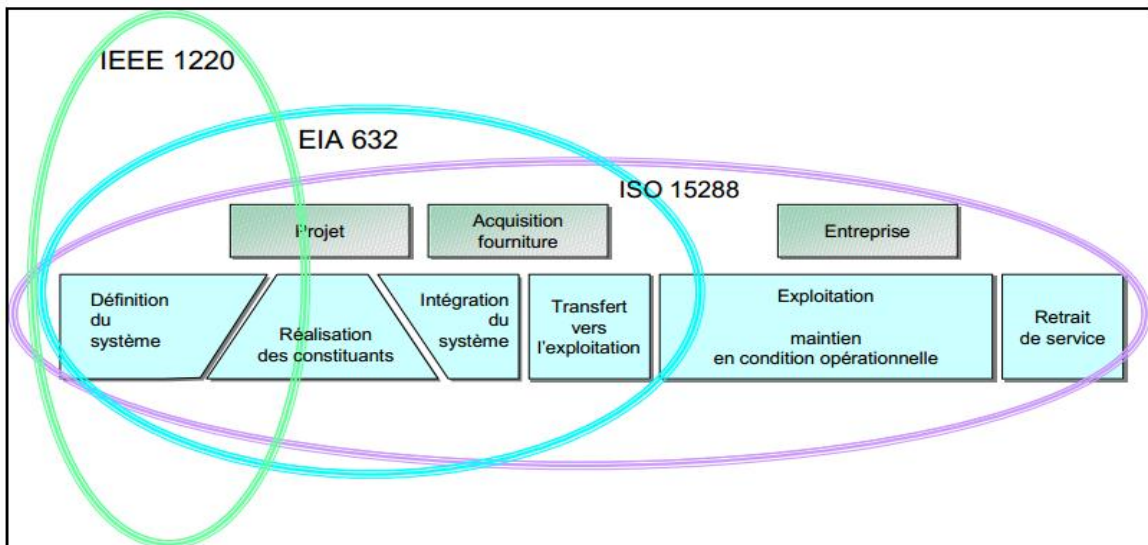 IEEE 1220
EIA 632
ISO 15288
Projet
Acquisition
fourniture
Entreprise
Définition
du
système
Réalisation
des constituants
Intégration
du
système
Transfert
vers
l'exploitation
Exploitation
maintien
en condition opérationnelle
Retrait
de service